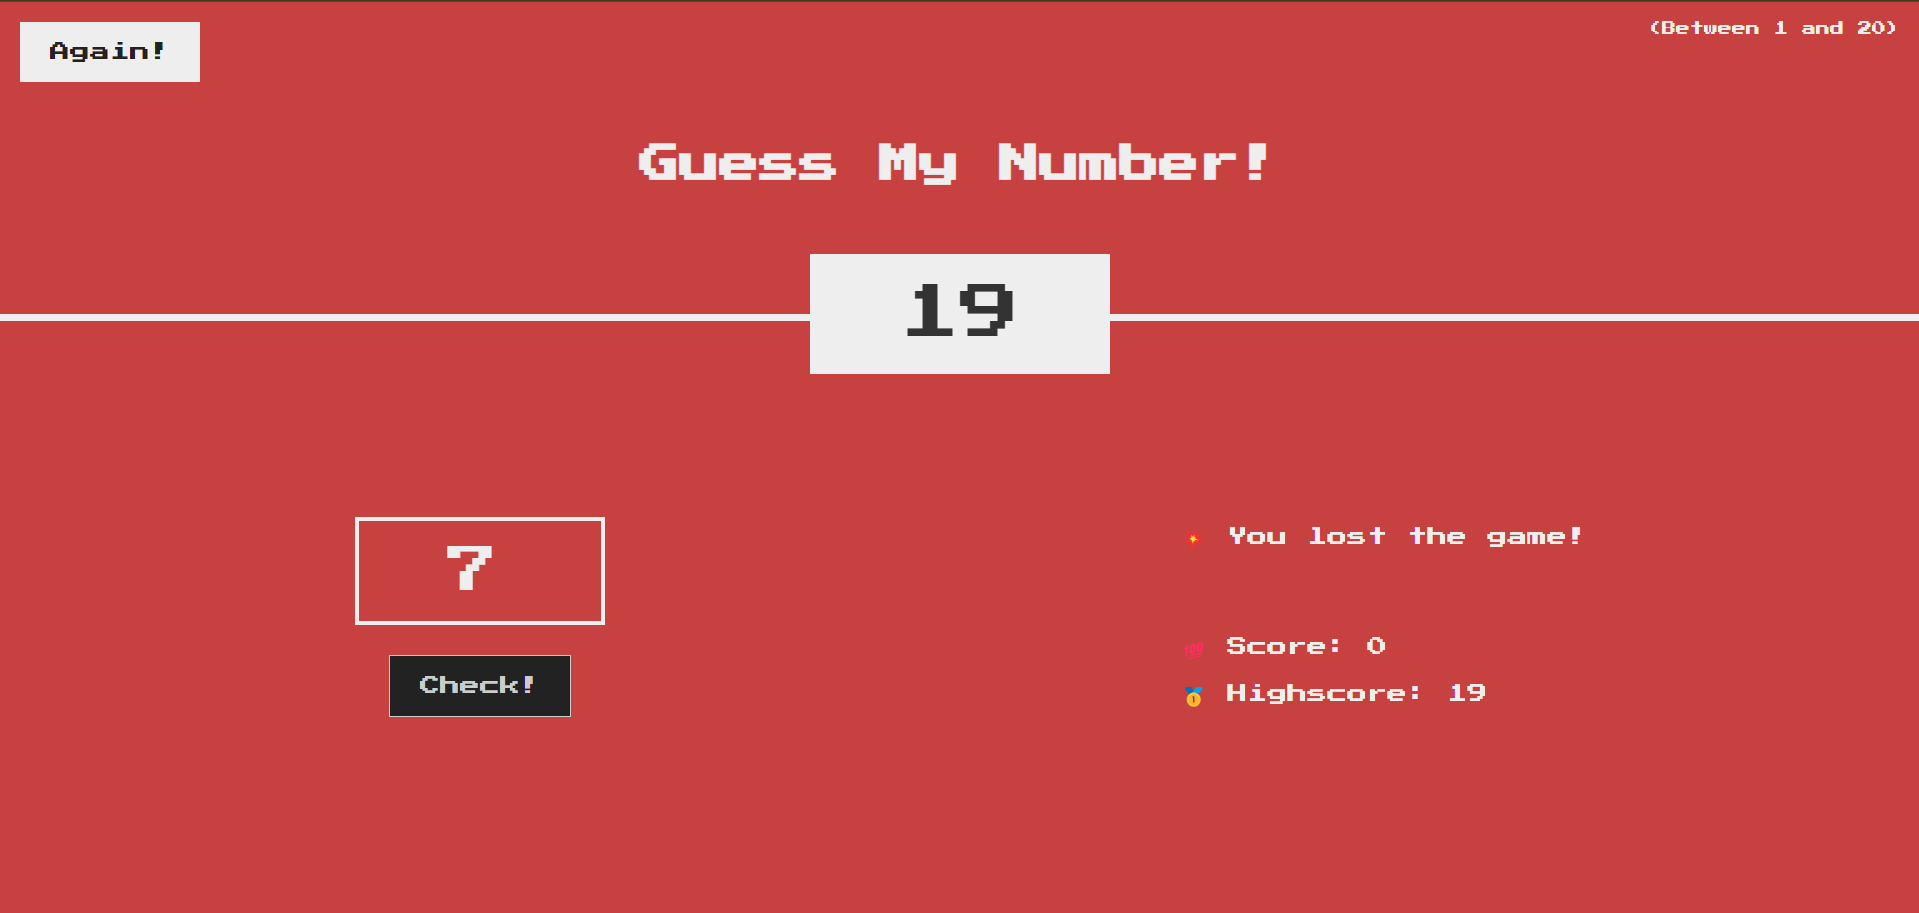 Again!
(Between 1 and 20)
Guess My Number!
19
7
Check!
💥 You lost the game!
💯 Score: 0
🥇 Highscore: 19